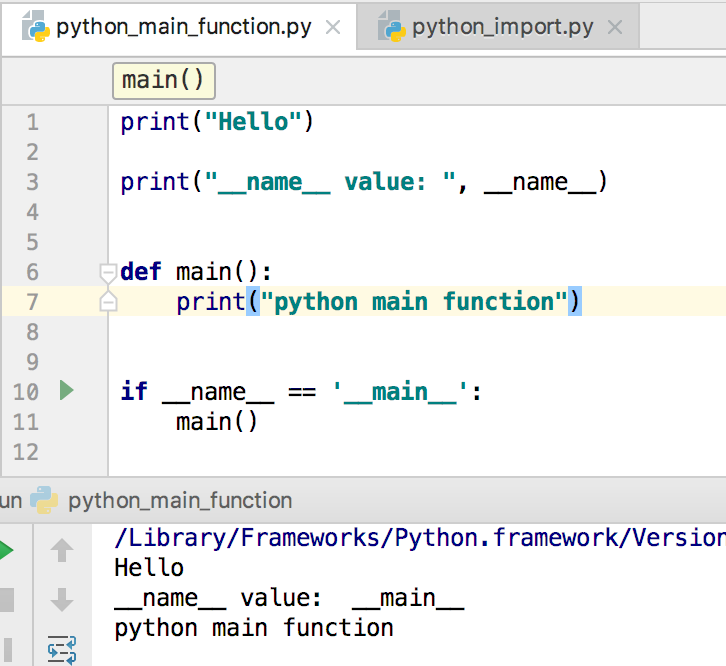 python_main_function.py python_import.py
main()
1 print("Hello")
2
3 print("__name__ value: ", __name__)
4
5
6 def main():
7 print("python main function")
8
9
10 if __name__ == '__main__':
11 main()
12
un python_main_function
/Library/Frameworks/Python.framework/Version
Hello
__name__ value:  __main__
python main function